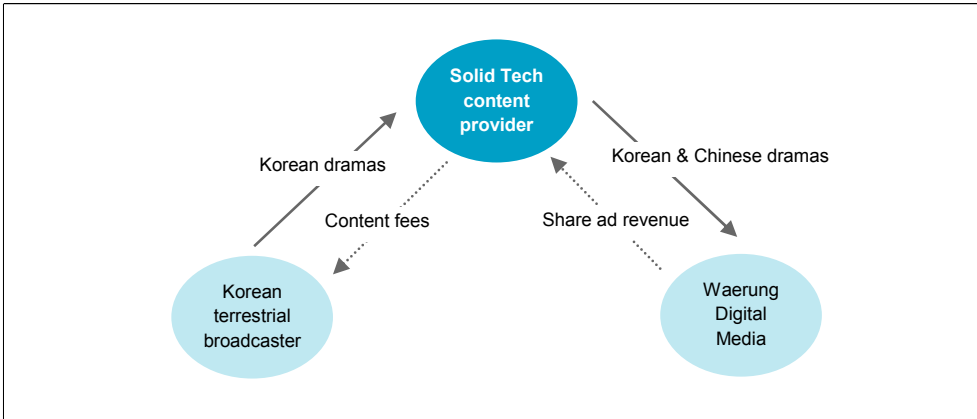 Solid Tech
content
provider
Korean dramas
Korean & Chinese dramas
Content fees
Share ad revenue
Korean
terrestrial
broadcaster
Waerung
Digital
Media